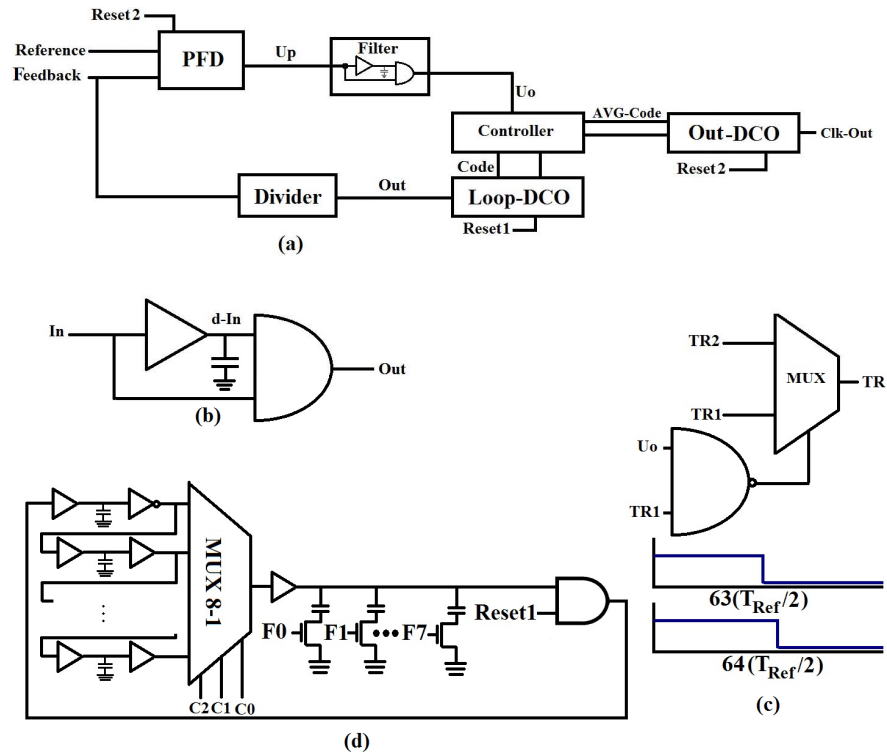 Reset2
Reference
Feedback
PFD
Up
Filter
Uo
Controller
AVG-Code
Out-DCO
Clk-Out
Reset2
Code
Divider
Out
Loop-DCO
Reset1
(a)
In
d-In
Out
(b)
TR2
TR1
MUX
TR
Uo
TR1
63(TRef/2)
64(TRef/2)
(c)
MUX 8-1
C2 C1 C0
F0
F1
F7
Reset1
(d)